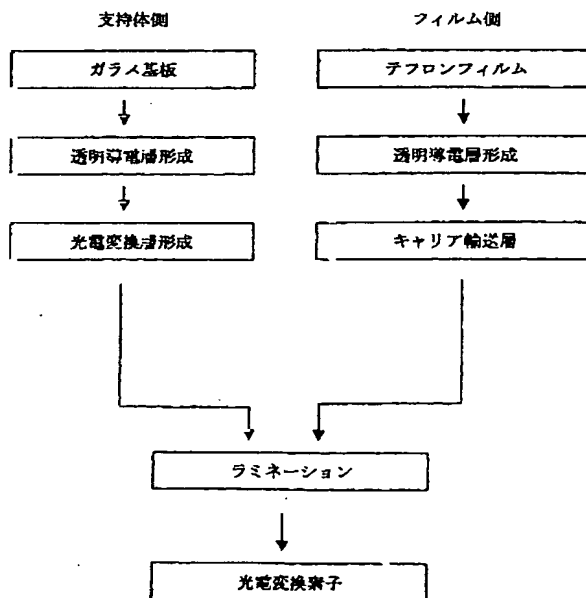 支持体側
フィルム側
ガラス基板
テフロンフィルム
透明導電層形成
透明導電層形成
光電変換層形成
キャリア輸送層
ラミネーション
光電変換素子